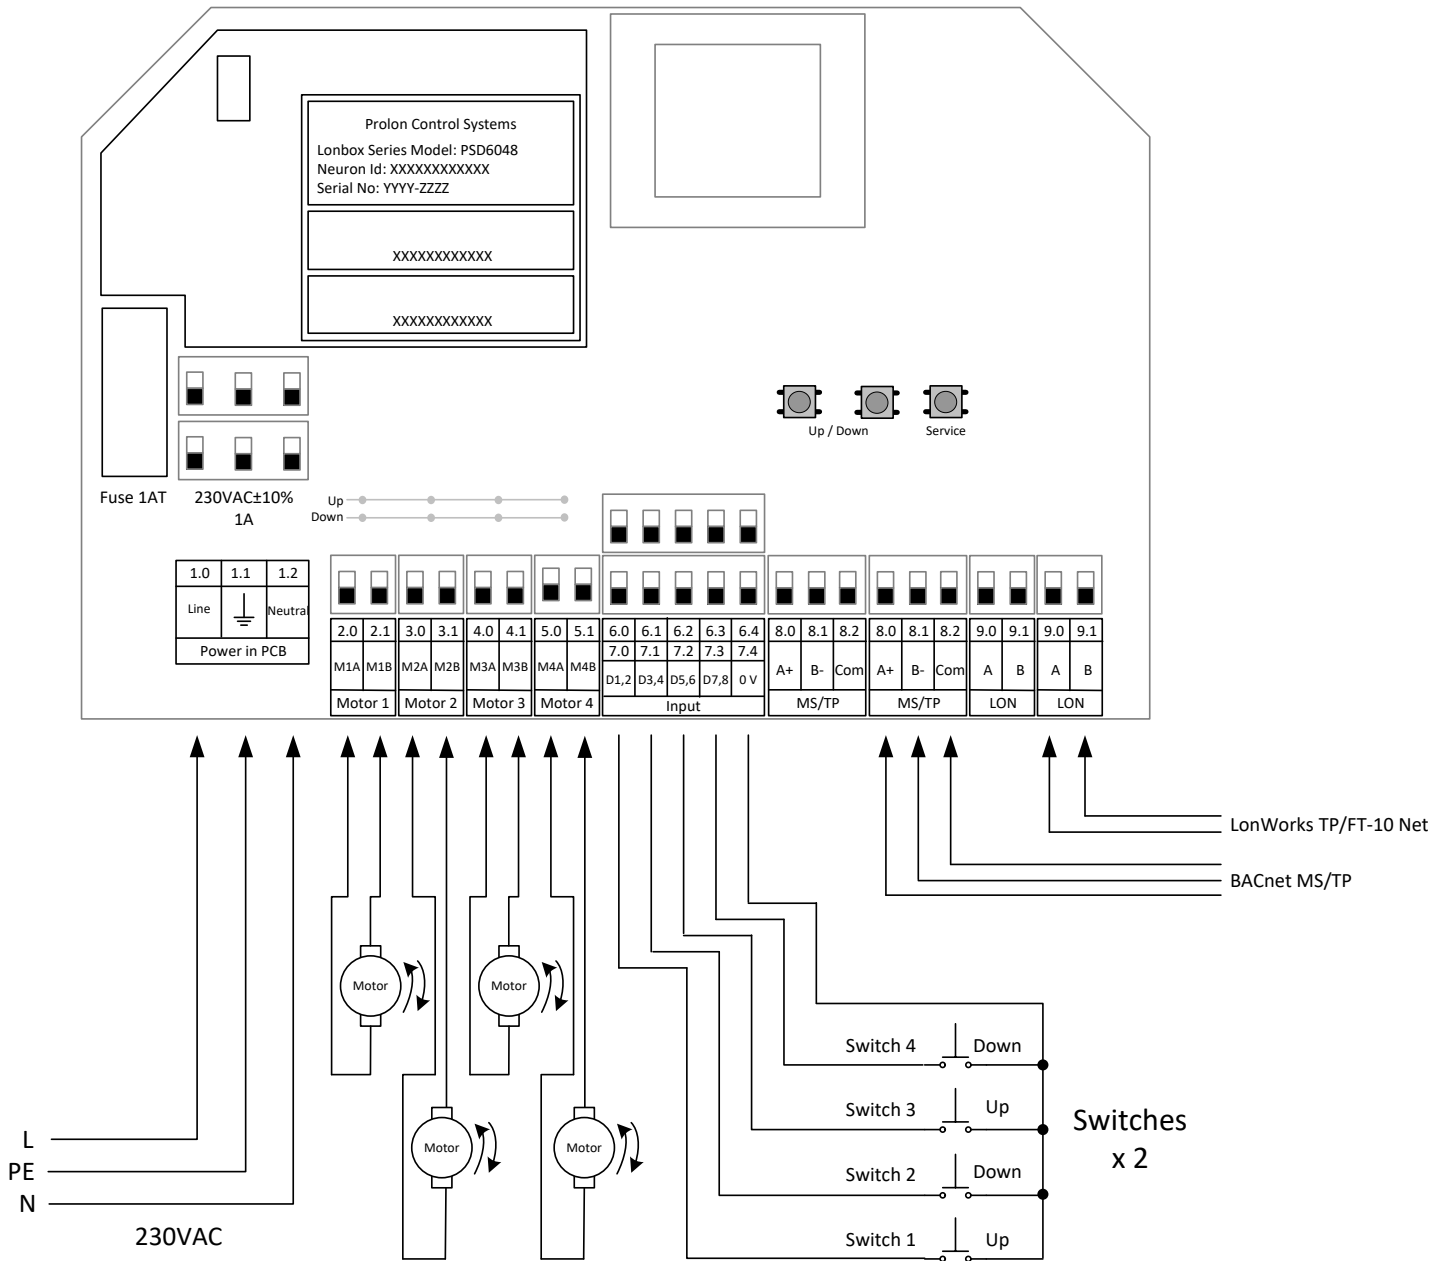 Prolon Control Systems
Lonbox Series Model: PSD6048
Neuron Id: XXXXXXXXXXXX
Serial No: YYYY-ZZZZ
XXXXXXXXXXXX
XXXXXXXXXXXX
Up / Down
Service
Fuse 1AT
230VAC±10%
1A
Up
Down
1.0 1.1 1.2
Line Neutral
Power in PCB
2.0 2.1 3.0 3.1 4.0 4.1 5.0 5.1 6.0 6.1 6.2 6.3 6.4 8.0 8.1 8.2 8.0 8.1 8.2 9.0 9.1 9.0 9.1
7.0 7.1 7.2 7.3 7.4
M1A M1B M2A M2B M3A M3B M4A M4B D1,2 D3,4 D5,6 D7,8 0 V A+ B- Com A+ B- Com A B A B
Motor 1 Motor 2 Motor 3 Motor 4 Input MS/TP MS/TP LON LON
LonWorks TP/FT-10 Net
BACnet MS/TP
Motor
Motor
Motor
Motor
Switch 4 Down
Switch 3 Up
Switch 2 Down
Switch 1 Up
Switches
x 2
L
PE
N
230VAC